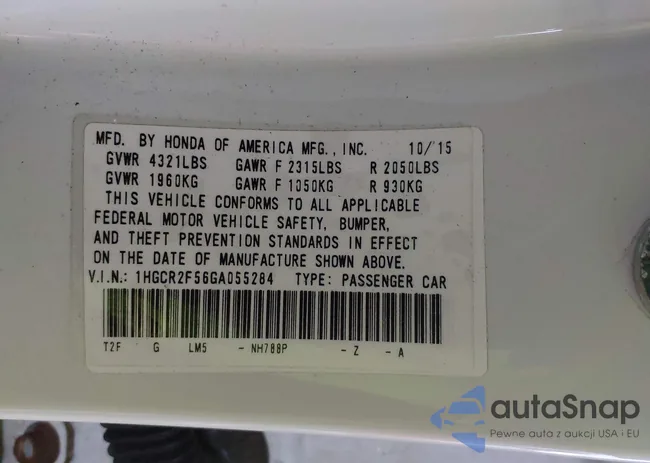 MFD. BY HONDA OF AMERICA MFG., INC. 10/15
GVWR 4321LBS GAWR F 2315LBS R 2050LBS
GVWR 1960KG GAWR F 1050KG R 930KG
THIS VEHICLE CONFORMS TO ALL APPLICABLE
FEDERAL MOTOR VEHICLE SAFETY, BUMPER,
AND THEFT PREVENTION STANDARDS IN EFFECT
ON THE DATE OF MANUFACTURE SHOWN ABOVE.
V.I.N.: 1HGCR2F56GA055284 TYPE: PASSENGER CAR
T2F G LM5 - NH788P - Z - A
autaSnap
Pewne auta z aukcji USA i EU